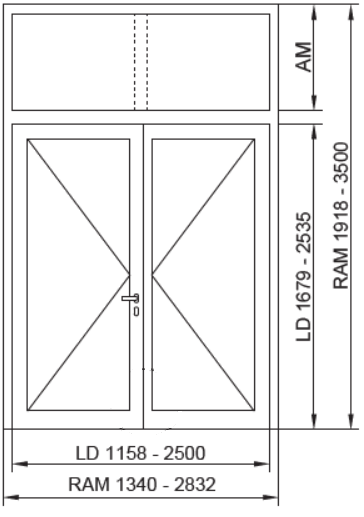 AM
LD 1679 - 2535
RAM 1918 - 3500
LD 1158 - 2500
RAM 1340 - 2832